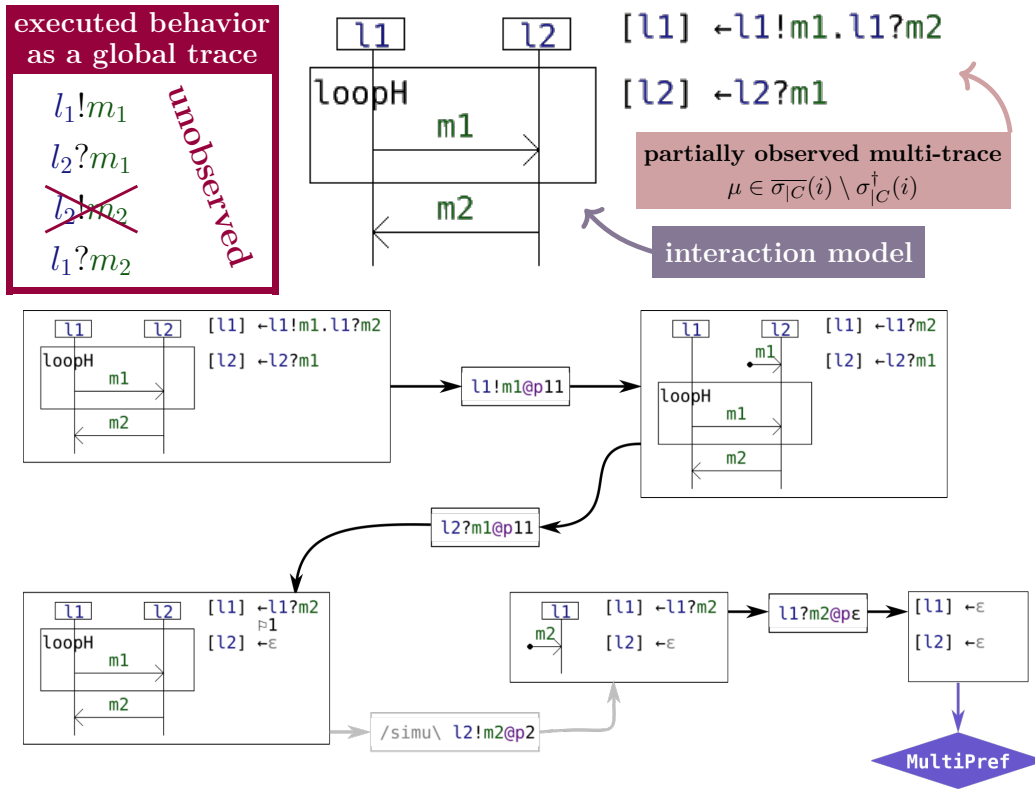 executed behavior
as a global trace
l₁!m₁
l₂?m₁
l₂!m₂
l₁?m₂
unobserved
l1 l2
loopH
m1
m2
[l1] ←l1!m1.l1?m2
[l2] ←l2?m1
partially observed multi-trace
μ ∈ \overline{σ_{|C}}(i) \ σ†_{|C}(i)
interaction model
l1 l2
loopH
m1
m2
[l1] ←l1!m1.l1?m2
[l2] ←l2?m1
l1!m1@p11
l1 l2
m1
loopH
m1
m2
[l1] ←l1?m2
[l2] ←l2?m1
l2?m1@p11
l1 l2
loopH
m1
m2
[l1] ←l1?m2
⚐1
[l2] ←ε
/simu\ l2!m2@p2
l1
m2
[l1] ←l1?m2
[l2] ←ε
l1?m2@pε
[l1] ←ε
[l2] ←ε
MultiPref